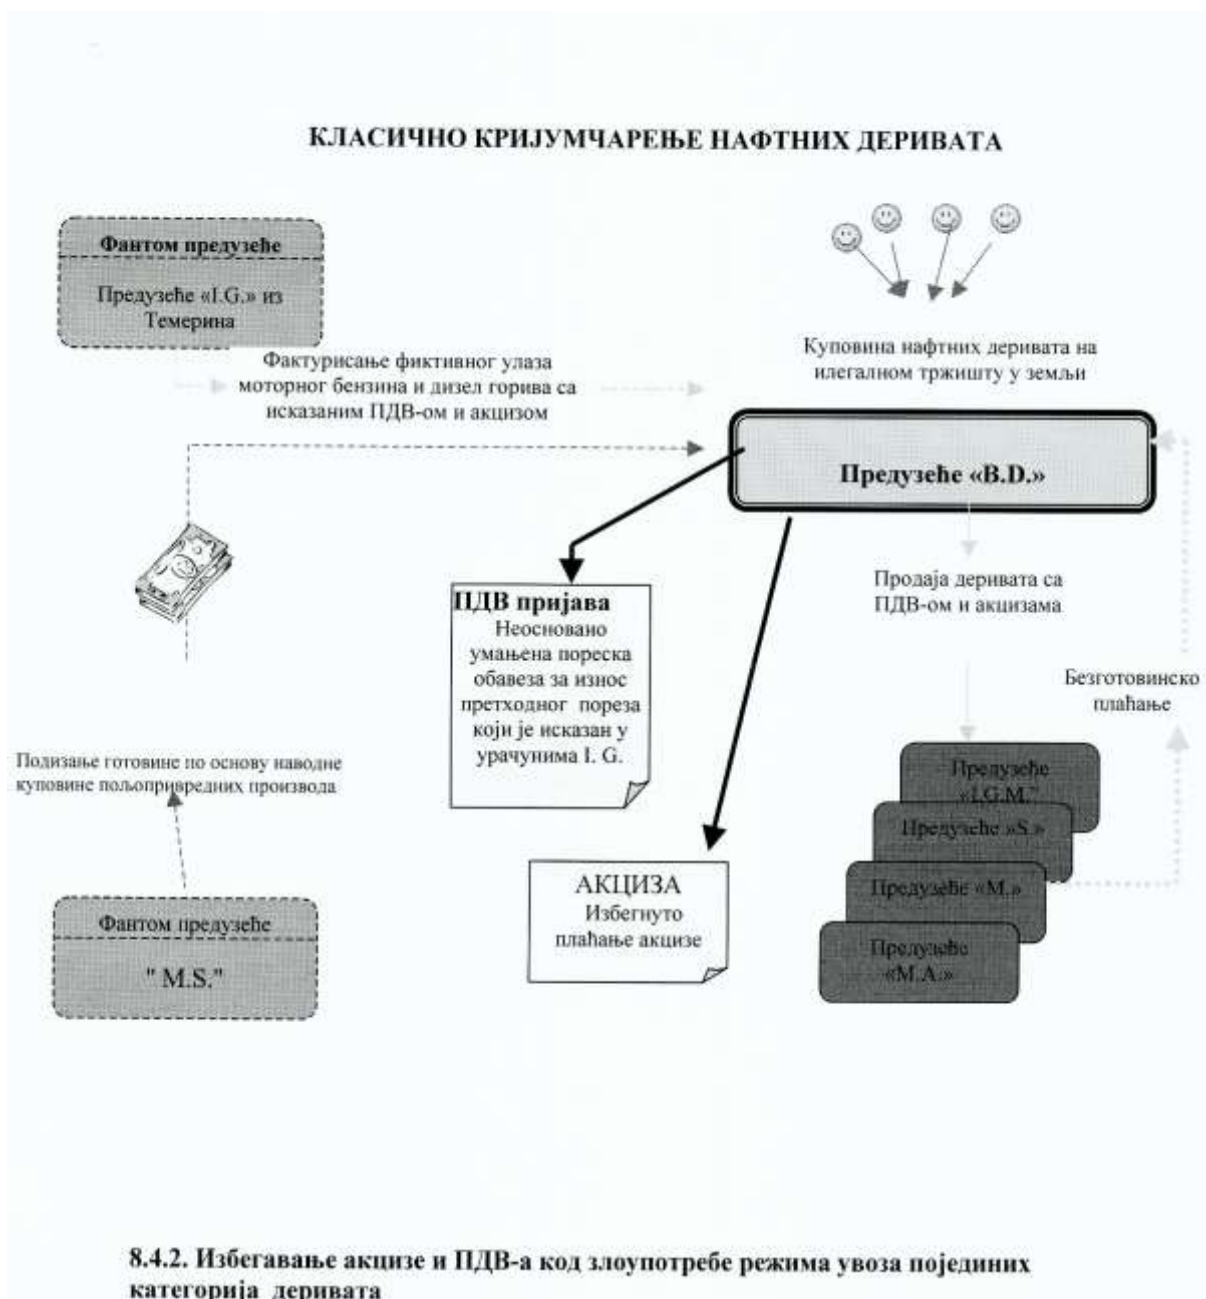 КЛАСИЧНО КРИЈУМЧАРЕЊЕ НАФТНИХ ДЕРИВАТА
Фантом предузеће
Предузеће «I.G.» из
Темерина
Фактурисање фиктивног улаза
моторног бензина и дизел горива са
исказаним ПДВ-ом и акцизом
Куповина нафтних деривата на
илегалном тржишту у земљи
Предузеће «B.D.»
ПДВ пријава
Неосновано
умањена пореска
обавеза за износ
претходног пореза
који је исказан у
урачунима I. G.
Продаја деривата са
ПДВ-ом и акцизама
Безготовинско
плаћање
Подизање готовине по основу наводне
куповине пољопривредних производа
Предузеће
«I.G.M."
Предузеће »S.»
Предузеће «M.»
Предузеће
«M.A.»
АКЦИЗА
Избегнуто
плаћање акцизе
Фантом предузеће
" M.S."
8.4.2. Избегавање акцизе и ПДВ-а код злоупотребе режима увоза појединих
категорија деривата